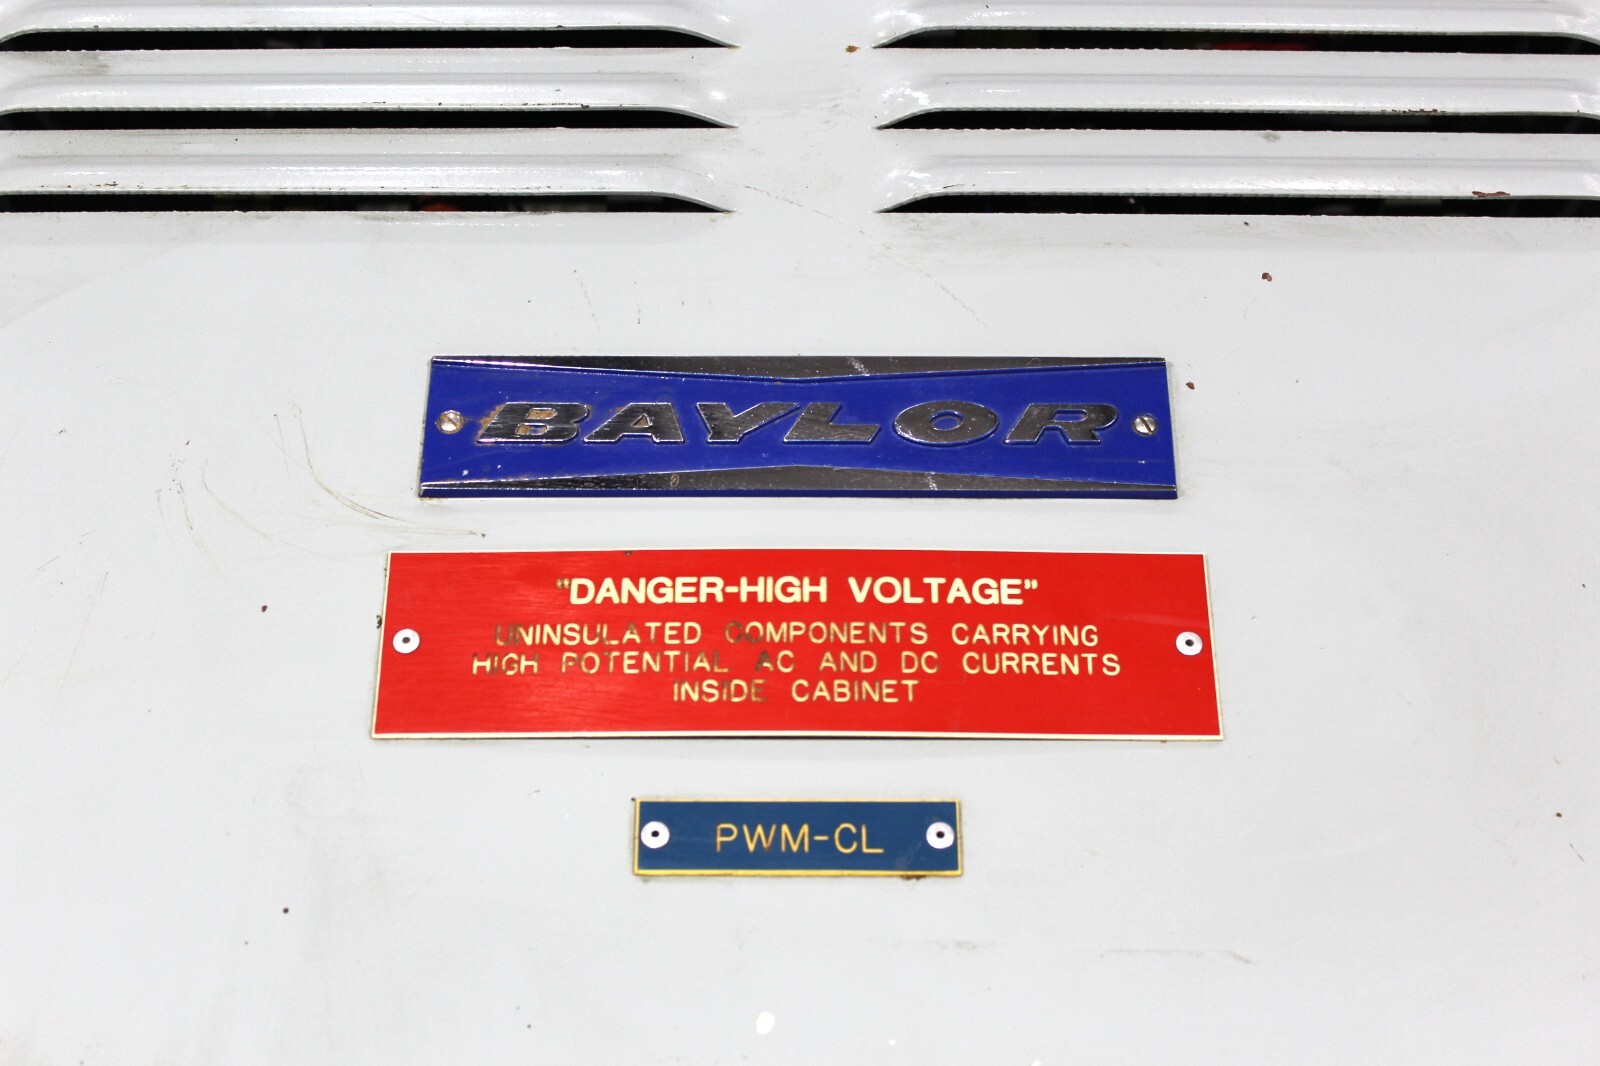 BAYLOR
"DANGER-HIGH VOLTAGE"
UNINSULATED COMPONENTS CARRYING
HIGH POTENTIAL AC AND DC CURRENTS
INSIDE CABINET
PWM-CL